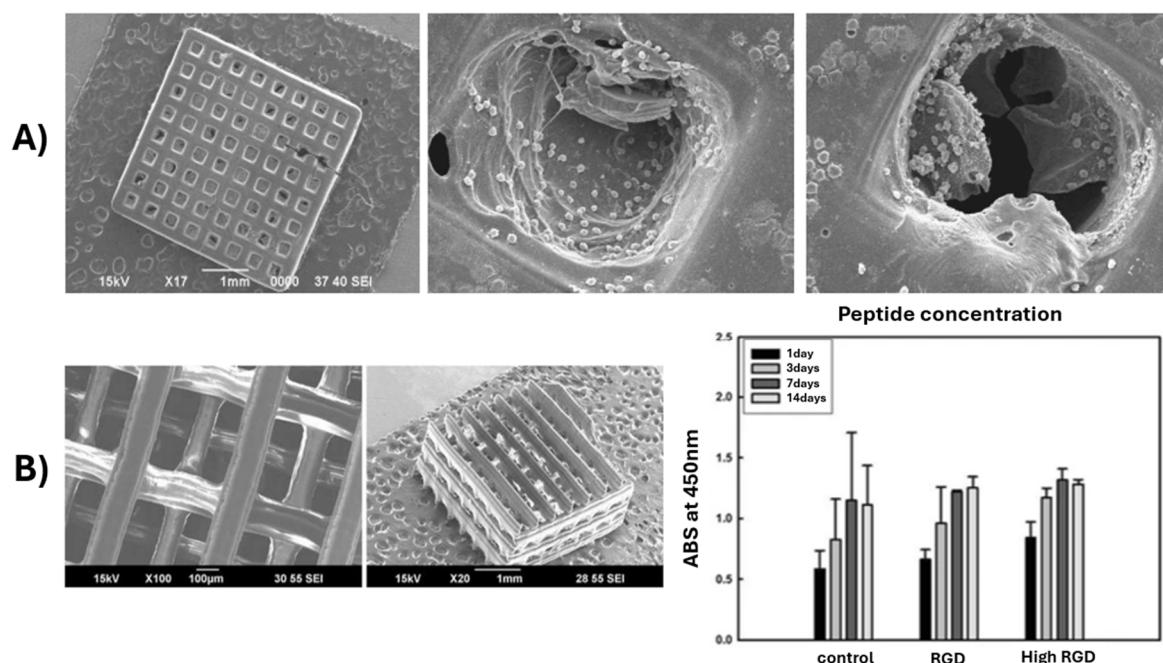 A)
15kV X17 1mm 0000 37 40 SEI
B)
15kV X100 100µm 30 55 SEI
15kV X20 1mm 28 55 SEI
Peptide concentration
2.5
2.0
1.5
1.0
0.5
0.0
ABS at 450nm
1day
3days
7days
14days
control RGD High RGD